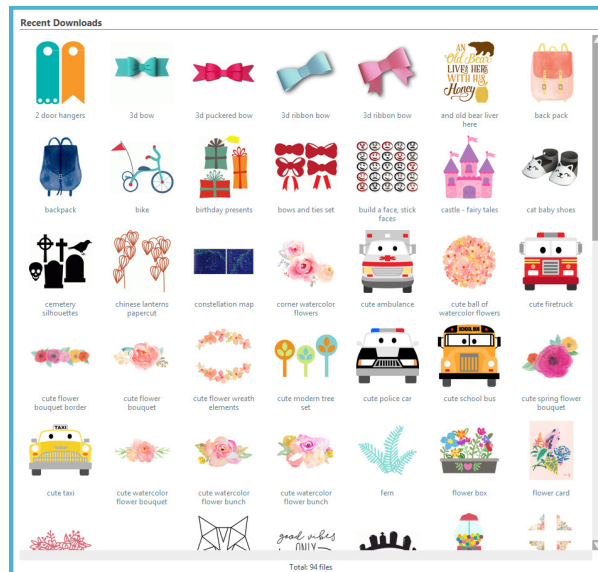 Recent Downloads
AN
Old Bear
LIVES HERE
WITH HIS
Honey
2 door hangers
3d bow
3d puckered bow
3d ribbon bow
3d ribbon bow
and old bear liver
here
back pack
backpack
bike
birthday presents
bows and ties set
build a face, stick
faces
castle - fairy tales
cat baby shoes
cemetery
silhouettes
chinese lanterns
papercut
constellation map
corner watercolor
flowers
cute ambulance
cute ball of
watercolor flowers
cute firetruck
SCHOOL BUS
cute flower
bouquet border
cute flower
bouquet
cute flower wreath
elements
cute modern tree
set
cute police car
cute school bus
cute spring flower
bouquet
TAXI
cute taxi
cute watercolor
flower bouquet
cute watercolor
flower bunch
cute watercolor
flower bunch
fern
flower box
flower card
good vibes
ONLY
Total: 94 files